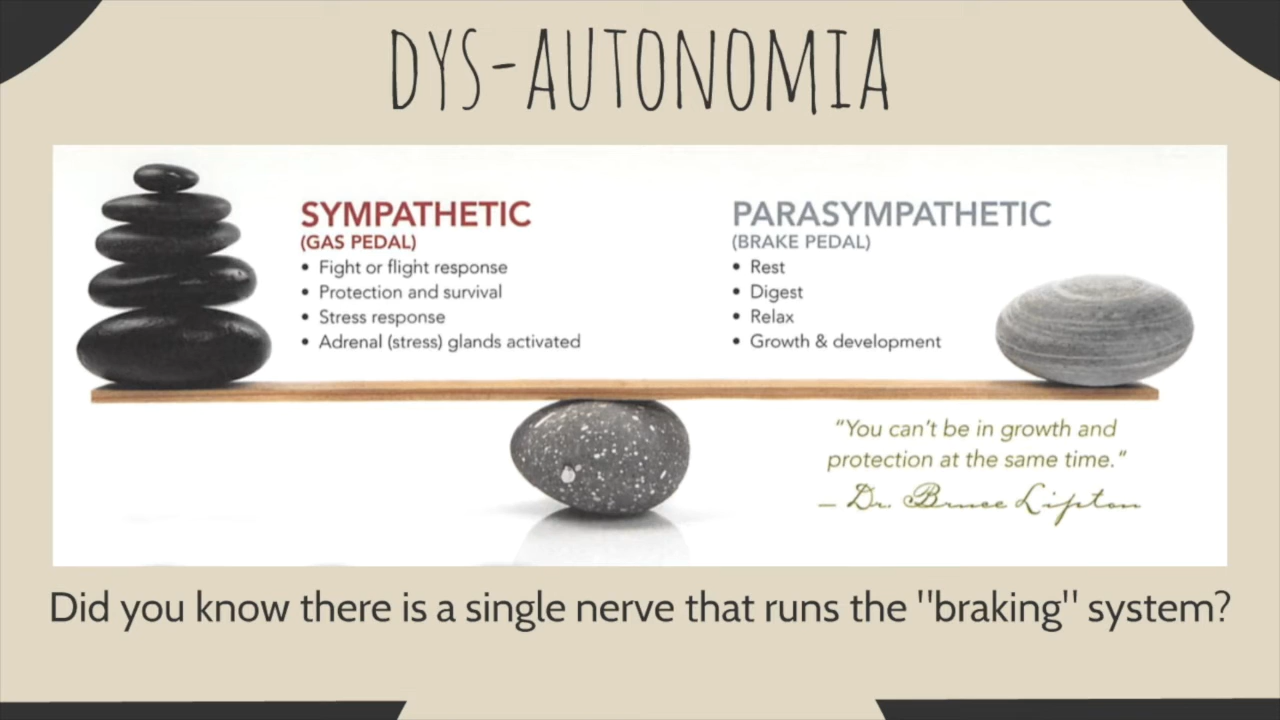 DYS-AUTONOMIA
SYMPATHETIC
(GAS PEDAL)
• Fight or flight response
• Protection and survival
• Stress response
• Adrenal (stress) glands activated
PARASYMPATHETIC
(BRAKE PEDAL)
• Rest
• Digest
• Relax
• Growth & development
"You can't be in growth and
protection at the same time."
– Dr. Bruce Lipton
Did you know there is a single nerve that runs the "braking" system?